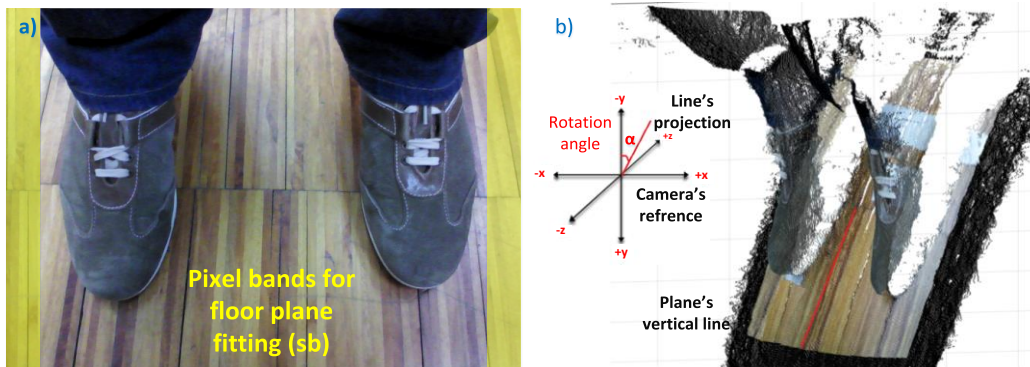 a)
Pixel bands for
floor plane
fitting (sb)
b)
-y
Line's
projection
Rotation
angle
α
+z
-x
+x
Camera's
refrence
-z
+y
Plane's
vertical line